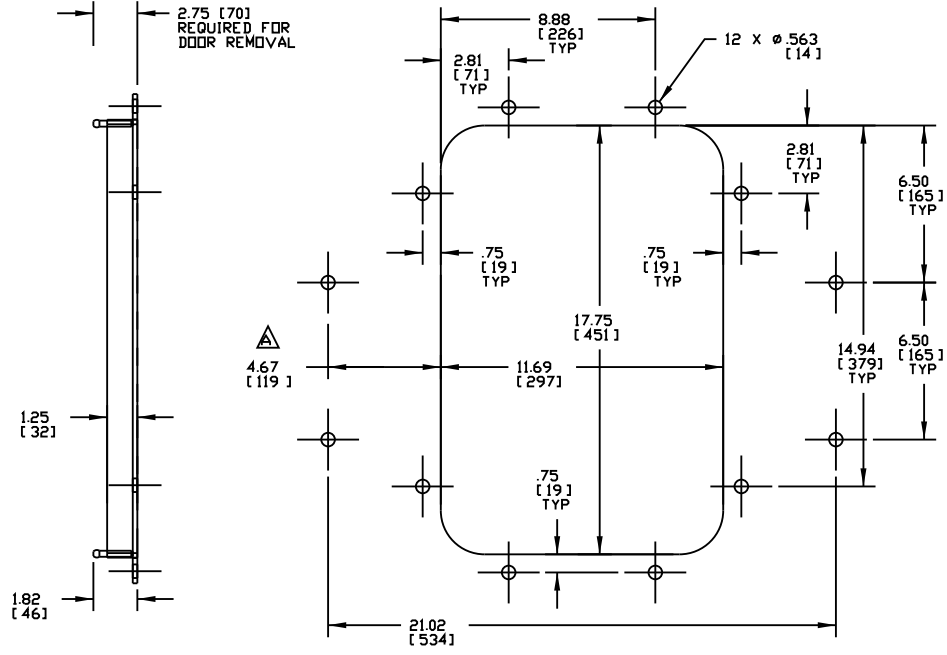 2.75 [70]
REQUIRED FOR
DOOR REMOVAL
8.88
[226]
TYP
12 X Ø.563
[14]
2.81
[71]
TYP
2.81
[71]
TYP
6.50
[165]
TYP
.75
[19]
TYP
.75
[19]
TYP
17.75
[451]
A
4.67
[119 ]
11.69
[297]
14.94
[379]
TYP
6.50
[165]
TYP
1.25
[32]
.75
[19]
TYP
1.82
[46]
21.02
[534]